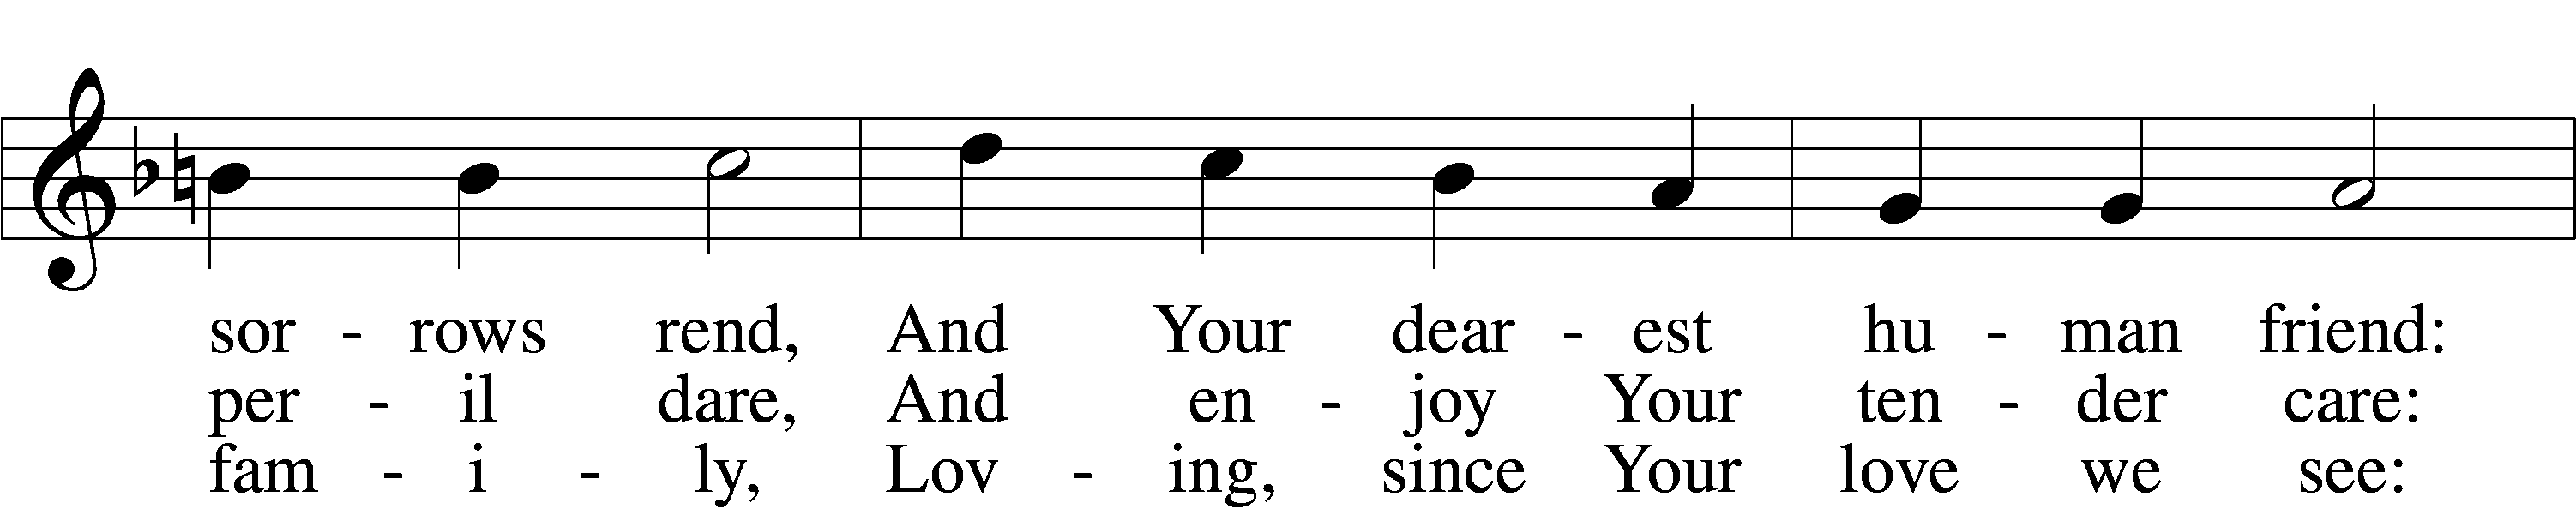 sor - rows rend, And Your dear - est hu - man friend:
per - il dare, And en - joy Your ten - der care:
fam - i - ly, Lov - ing, since Your love we see: